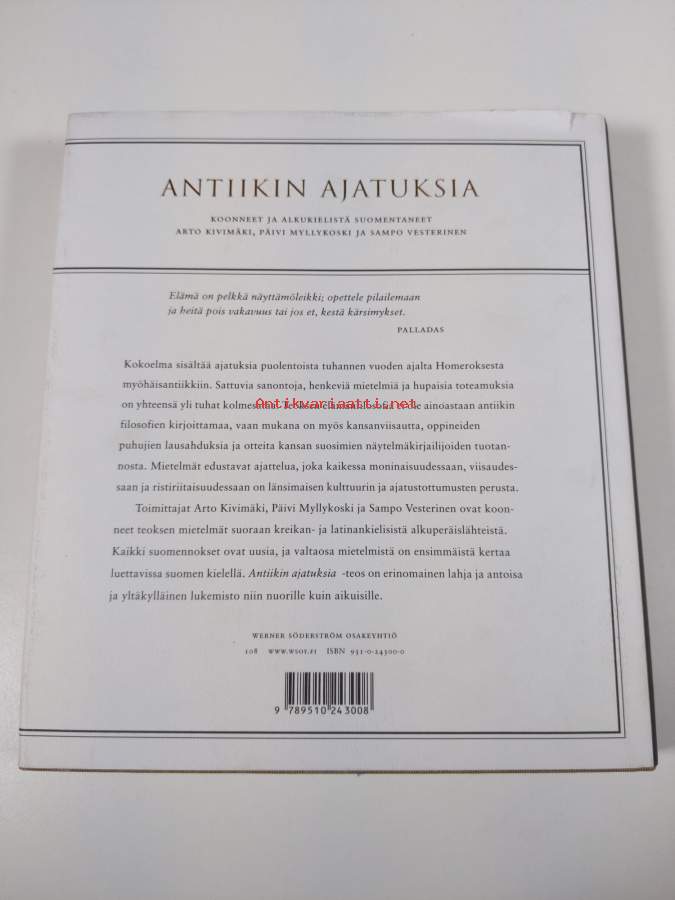 ANTIIKIN AJATUKSIA
KOONNEET JA ALKUKIELISTÄ SUOMENTANEET
ARTO KIVIMÄKI, PÄIVI MYLLYKOSKI JA SAMPO VESTERINEN
Elämä on pelkkä näyttämöleikki; opettele pilailemaan
ja heitä pois vakavuus tai jos et, kestä kärsimykset.
PALLADAS
Kokoelma sisältää ajatuksia puolentoista tuhannen vuoden ajalta Homeroksesta
myöhäisantiikkiin. Sattuvia sanontoja, henkeviä mietelmiä ja hupaisia toteamuksia
on yhteensä yli tuhat kolmesataa. Teoksen elämänfilosofia ei ole ainoastaan antiikin
Antikvariaatti.net
filosofien kirjoittamaa, vaan mukana on myös kansanviisautta, oppineiden
puhujien lausahduksia ja otteita kansan suosimien näytelmäkirjailijoiden tuotan-
nosta. Mietelmät edustavat ajattelua, joka kaikessa moninaisuudessaan, viisaudes-
saan ja ristiriitaisuudessaan on länsimaisen kulttuurin ja ajatustottumusten perusta.
Toimittajat Arto Kivimäki, Päivi Myllykoski ja Sampo Vesterinen ovat koon-
neet teoksen mietelmät suoraan kreikan- ja latinankielisistä alkuperäislähteistä.
Kaikki suomennokset ovat uusia, ja valtaosa mietelmistä on ensimmäistä kertaa
luettavissa suomen kielellä. Antiikin ajatuksia -teos on erinomainen lahja ja antoisa
ja yltäkylläinen lukemisto niin nuorille kuin aikuisille.
WERNER SÖDERSTRÖM OSAKEYHTIÖ
108 WWW.WSOY.FI ISBN 951-0-24300-0
9 789510 243008